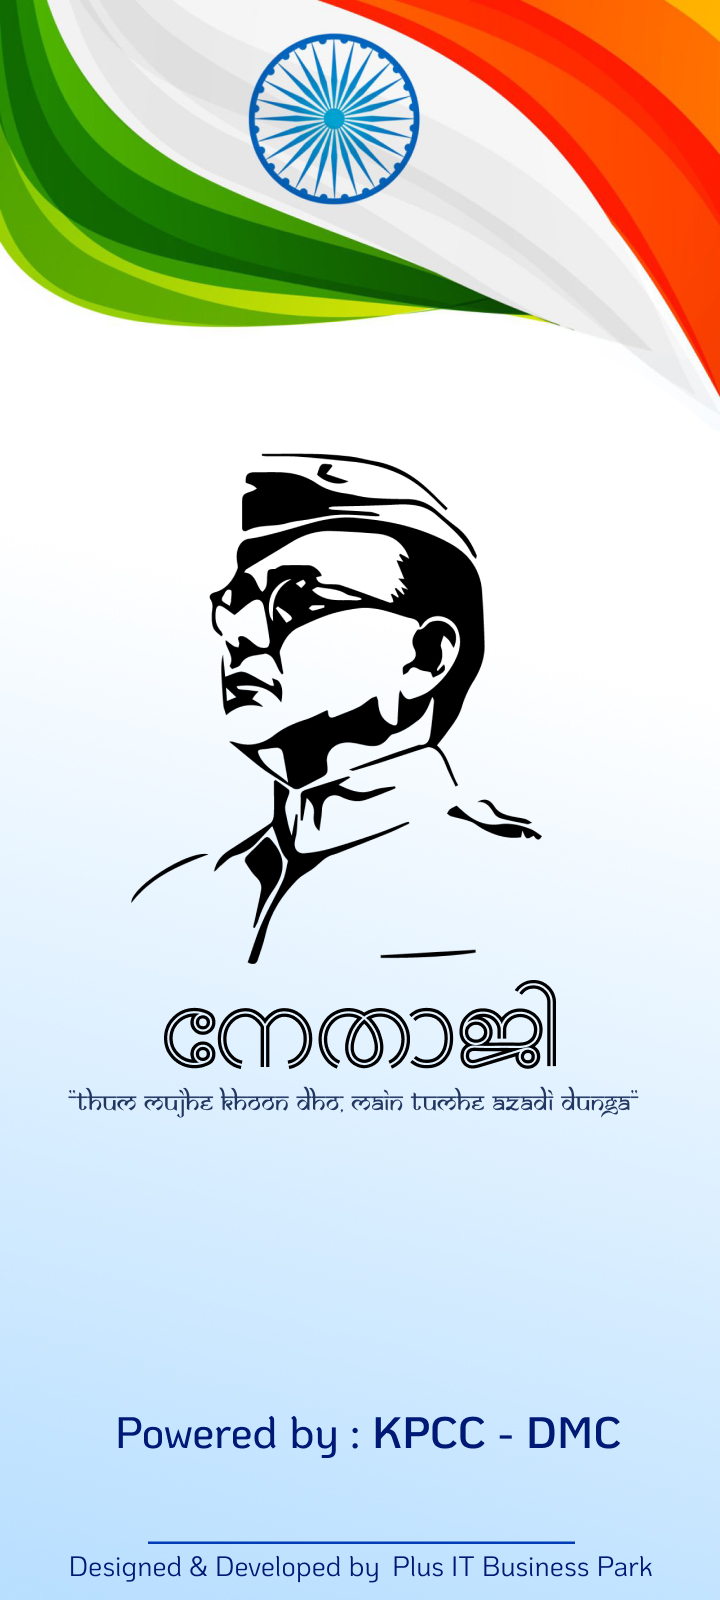 നേതാജി
"thum mujhe khoon dho, main tumhe azadi dunga"
Powered by : KPCC - DMC
Designed & Developed by Plus IT Business Park